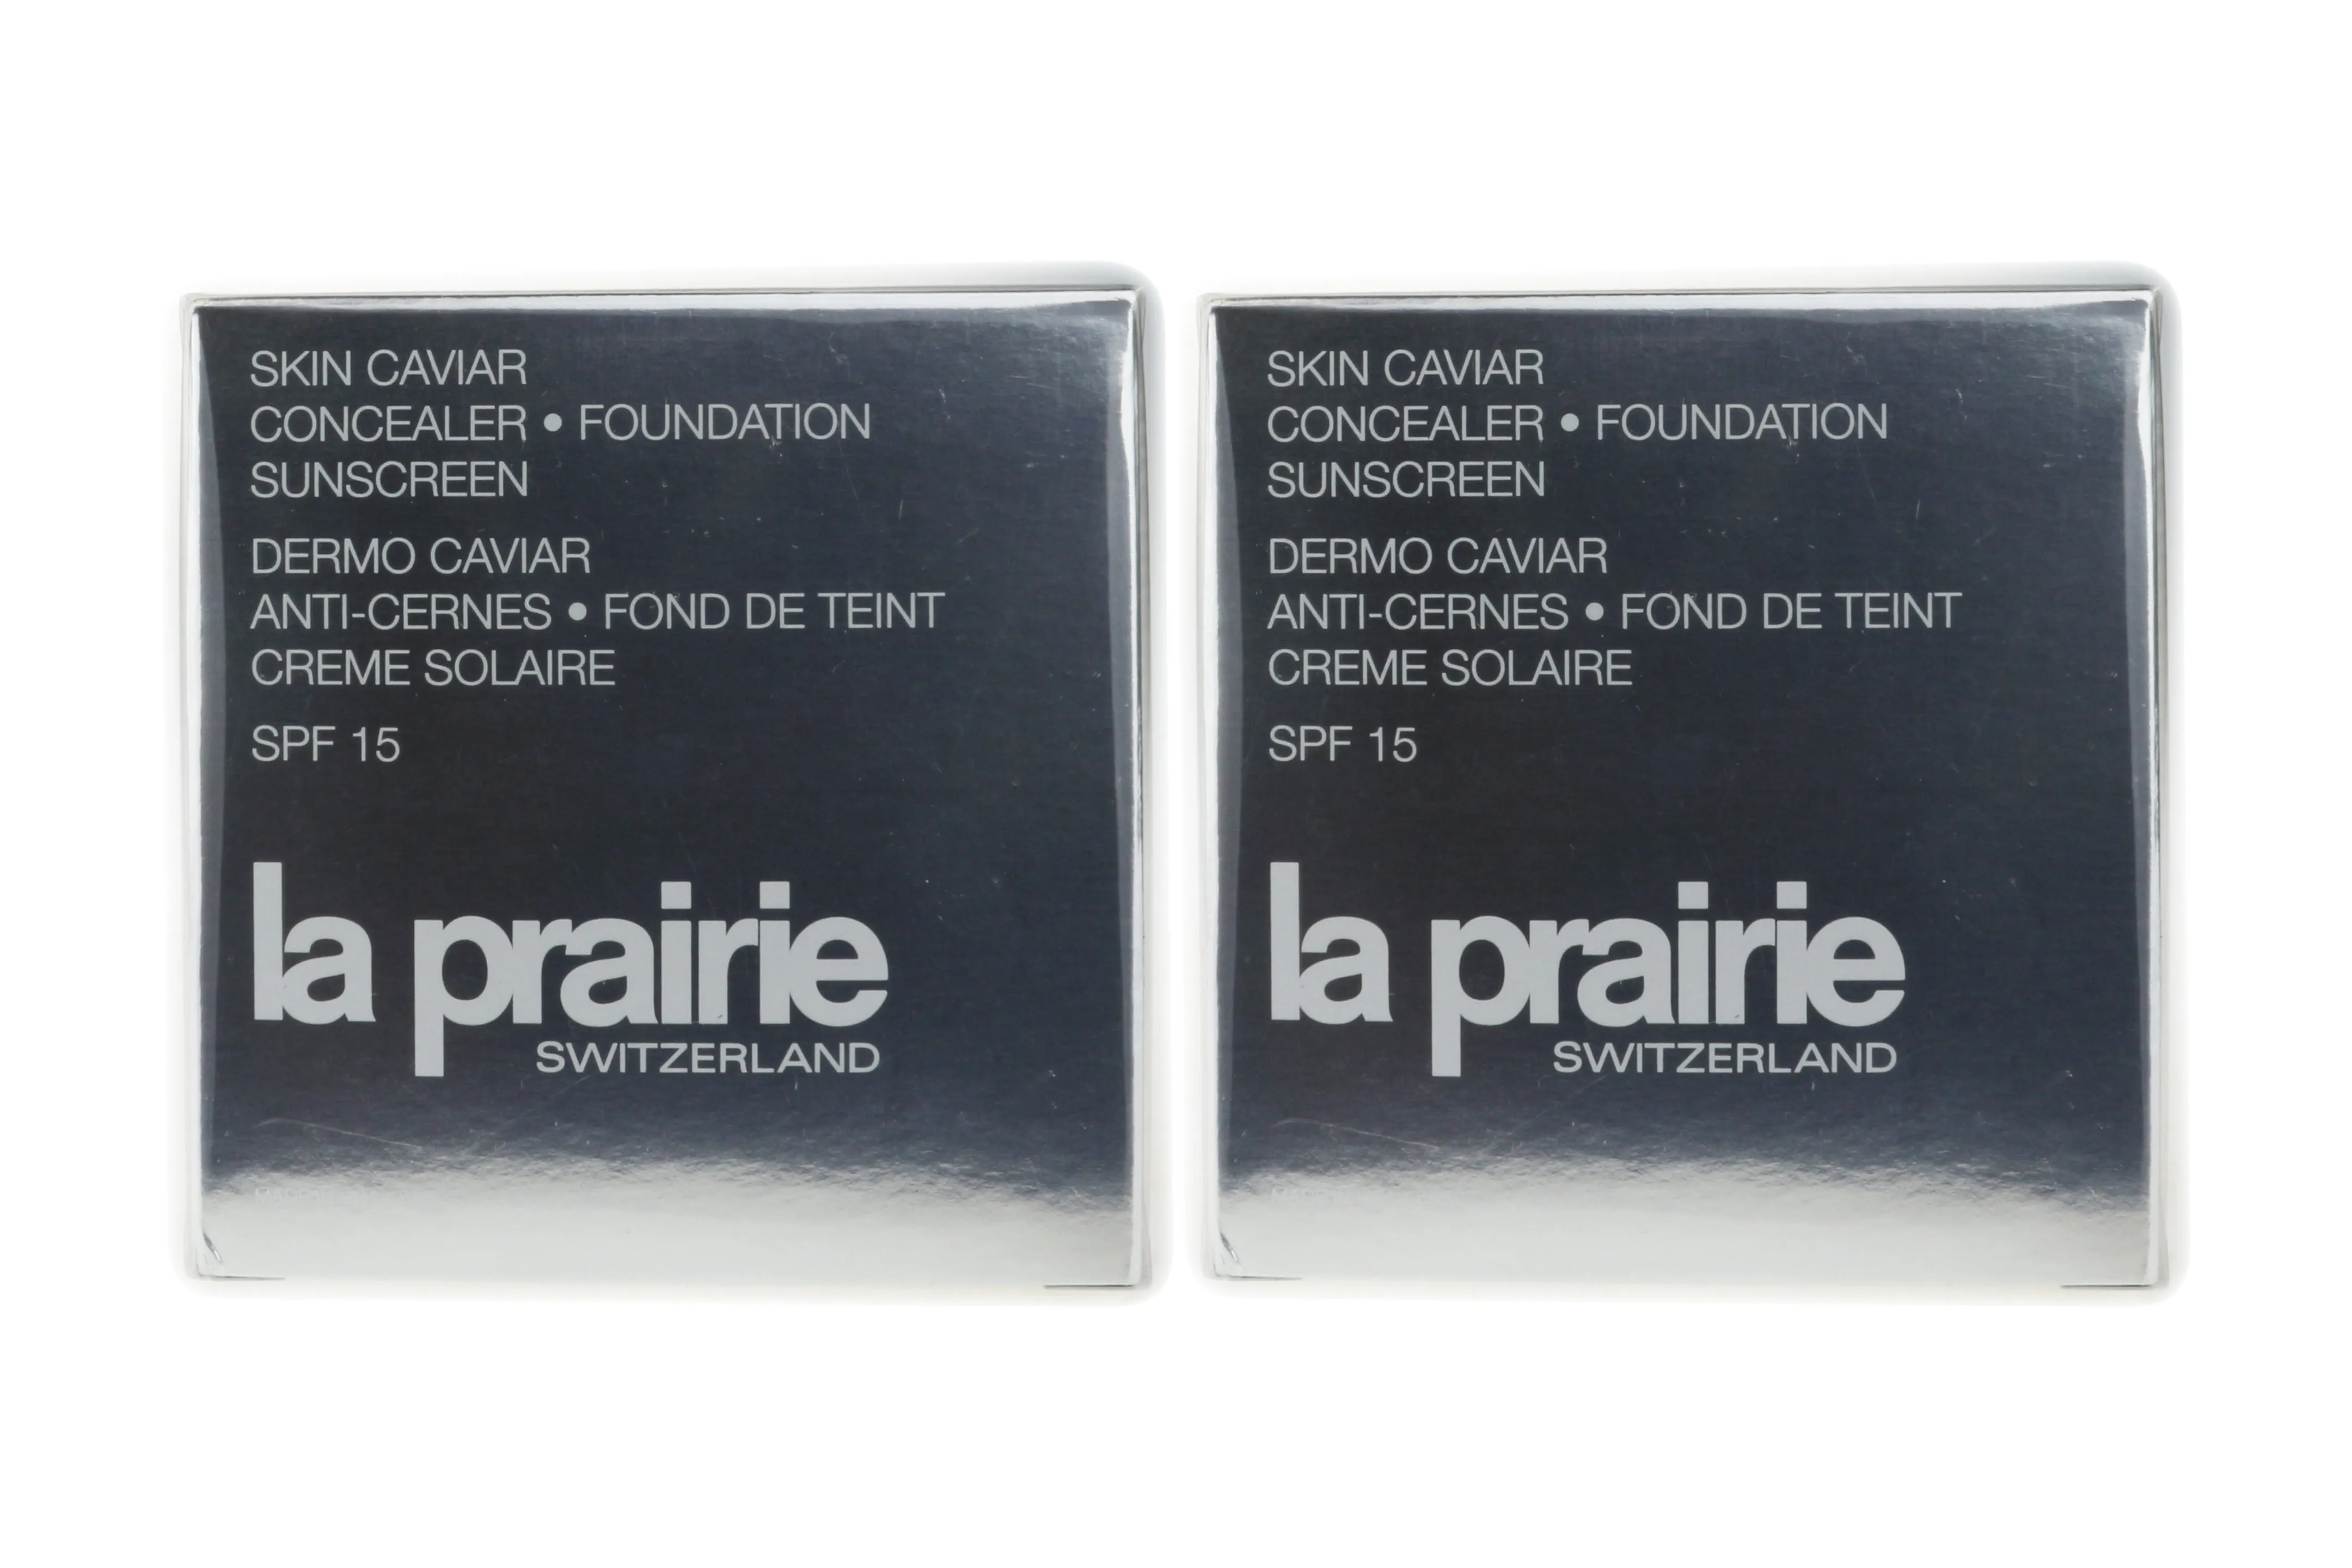 SKIN CAVIAR
CONCEALER • FOUNDATION
SUNSCREEN
DERMO CAVIAR
ANTI-CERNES • FOND DE TEINT
CREME SOLAIRE
SPF 15
la prairie
SWITZERLAND
SKIN CAVIAR
CONCEALER • FOUNDATION
SUNSCREEN
DERMO CAVIAR
ANTI-CERNES • FOND DE TEINT
CREME SOLAIRE
SPF 15
la prairie
SWITZERLAND